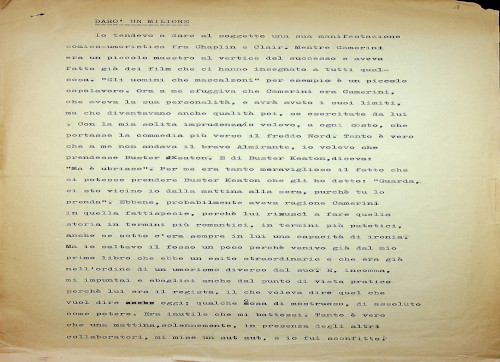 DARO' UN MILIONE
Io tendevo a dare al soggetto una sua manifestazione
comico-umoristica fra Chaplin e Clair. Mentre Camerini
era un piccolo maestro al vertice del successo e aveva
fatto già dei film che ci hanno insegnato a tutti qual-
cosa. "Gli uomini che mascalzoni" per esempio è un piccolo
capolavoro. Ora a me sfuggiva che Camerini era Camerini,
che aveva la sua personalità, e avrà avuto i suoi limiti,
ma che diventavano anche qualità poi, se esercitate da lui
. Con la mia solita imprudenza io volevo, a ogni costo, che
portasse la commedia più verso il freddo Nord. Tanto è vero
che a me non andava il bravo Almirante, io volevo che
prendesse Buster Keaton. E di Buster Keaton, diceva:
"Ma è ubriaco". Per me era tanto meraviglioso il fatto che
si potesse prendere Buster Keaton che gli ho detto: "Guarda,
ci sto vicino io dalla mattina alla sera, purchè tu lo
prenda". Ebbene, probabilmente aveva ragione Camerini
in quella fattispecie, perchè lui riuscì a fare quella
storia in termini più romantici, in termini più patetici,
anche se sotto c'era sempre in lui una capacità di ironia.
Ma io saltavo il fosso un poco perchè venivo già dal mio
primo libro che ebbe un esito straordinario e che era già
nell'ordine di un umorismo diverso dal suo. E, insomma,
mi impuntai e sbagliai anche dal punto di vista pratico
perchè lui era il regista, il che voleva dire quel che
vuol dire oggi: qualche cosa di mostruoso, di assoluto
come potere. Era inutile che mi battessi. Tanto è vero
che una mattina, solennemente, in presenza degli altri
collaboratori, mi mise un aut aut, e io fui sconfitto.